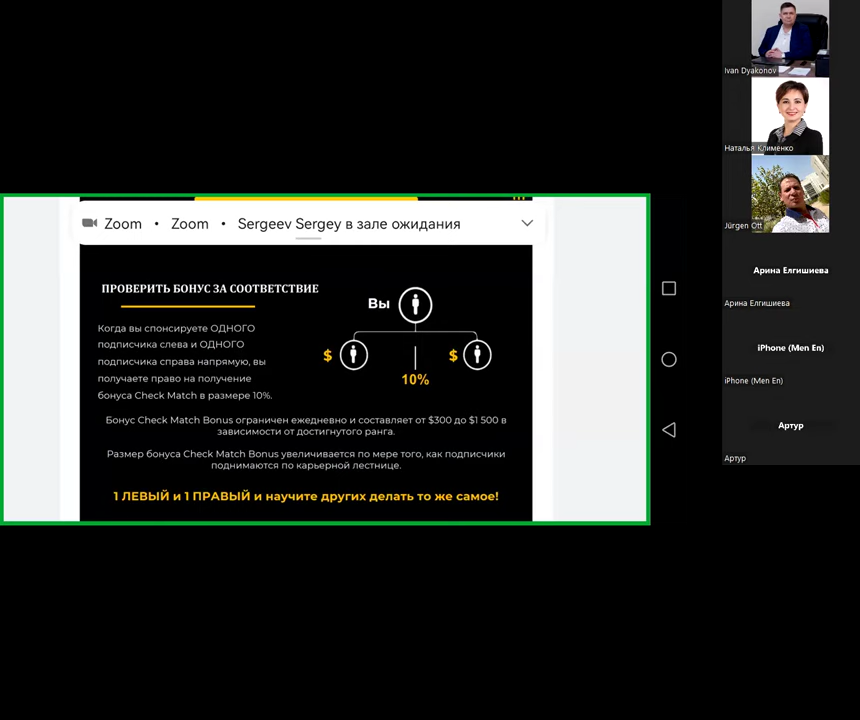 Zoom • Zoom • Sergeev Sergey в зале ожидания
ПРОВЕРИТЬ БОНУС ЗА СООТВЕТСТВИЕ
Когда вы спонсируете ОДНОГО
подписчика слева и ОДНОГО
подписчика справа напрямую, вы
получаете право на получение
бонуса Check Match в размере 10%.
Вы
$ $
10%
Бонус Check Match Bonus ограничен ежедневно и составляет от $300 до $1 500 в
зависимости от достигнутого ранга.
Размер бонуса Check Match Bonus увеличивается по мере того, как подписчики
поднимаются по карьерной лестнице.
1 ЛЕВЫЙ и 1 ПРАВЫЙ и научите других делать то же самое!
Ivan Dyakonov
Наталья Клименко
Jürgen Ott
Арина Елгишиева
Арина Елгишиева
iPhone (Men En)
iPhone (Men En)
Артур
Артур